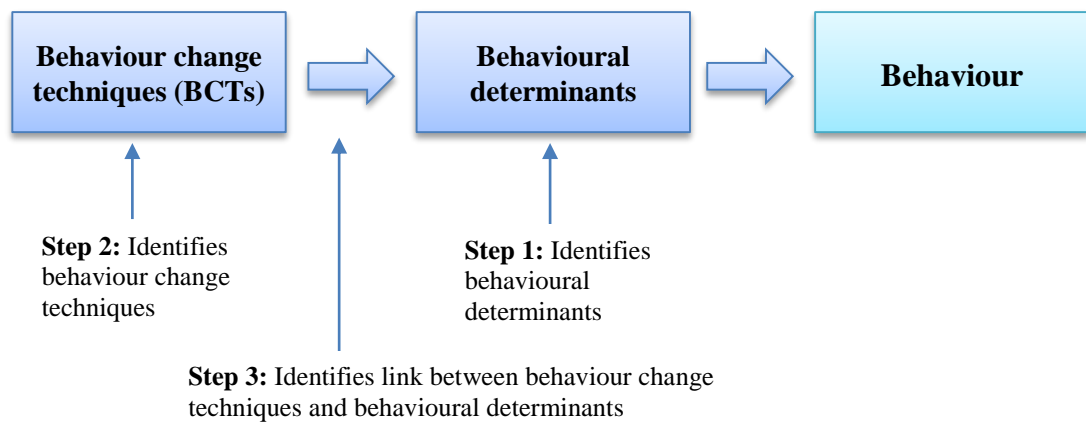 Behaviour change
techniques (BCTs)
Behavioural
determinants
Behaviour
Step 2: Identifies
behaviour change
techniques
Step 1: Identifies
behavioural
determinants
Step 3: Identifies link between behaviour change
techniques and behavioural determinants